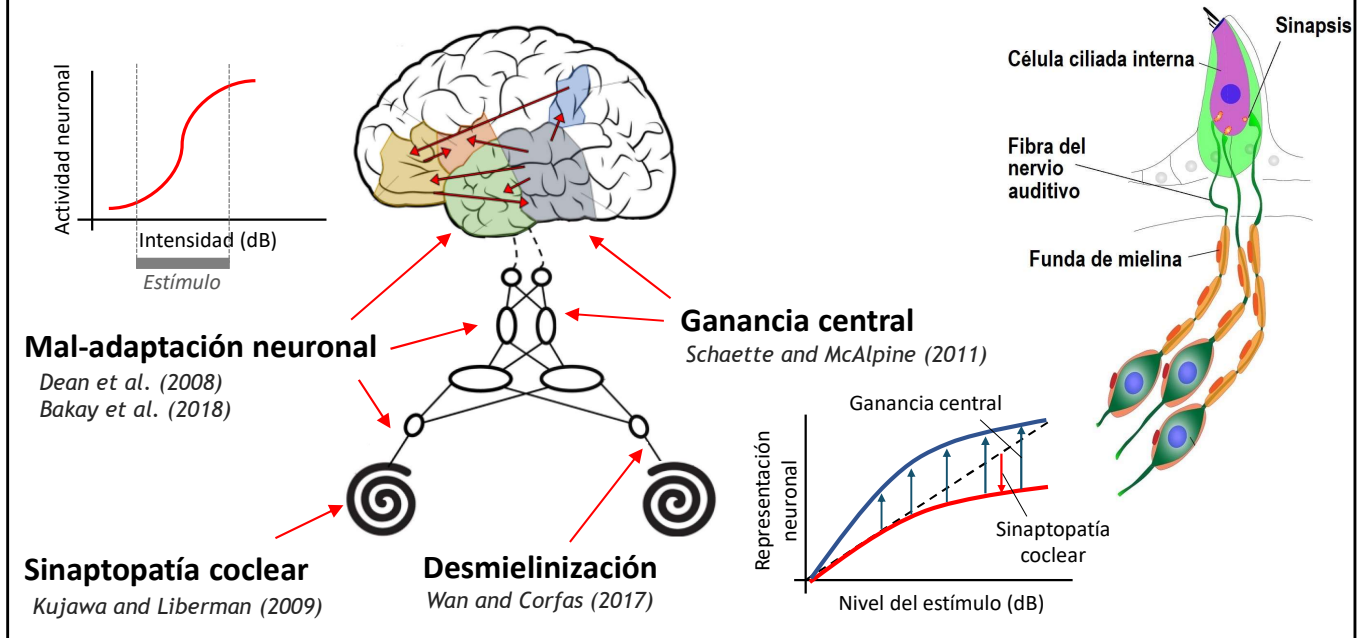 Actividad neuronal
Intensidad (dB)
Estímulo
Mal-adaptación neuronal
Dean et al. (2008)
Bakay et al. (2018)
Sinaptopatía coclear
Kujawa and Liberman (2009)
Desmielinización
Wan and Corfas (2017)
Ganancia central
Schaette and McAlpine (2011)
Representación
neuronal
Ganancia central
Sinaptopatía
coclear
Nivel del estímulo (dB)
Célula ciliada interna
Sinapsis
Fibra del
nervio
auditivo
Funda de mielina